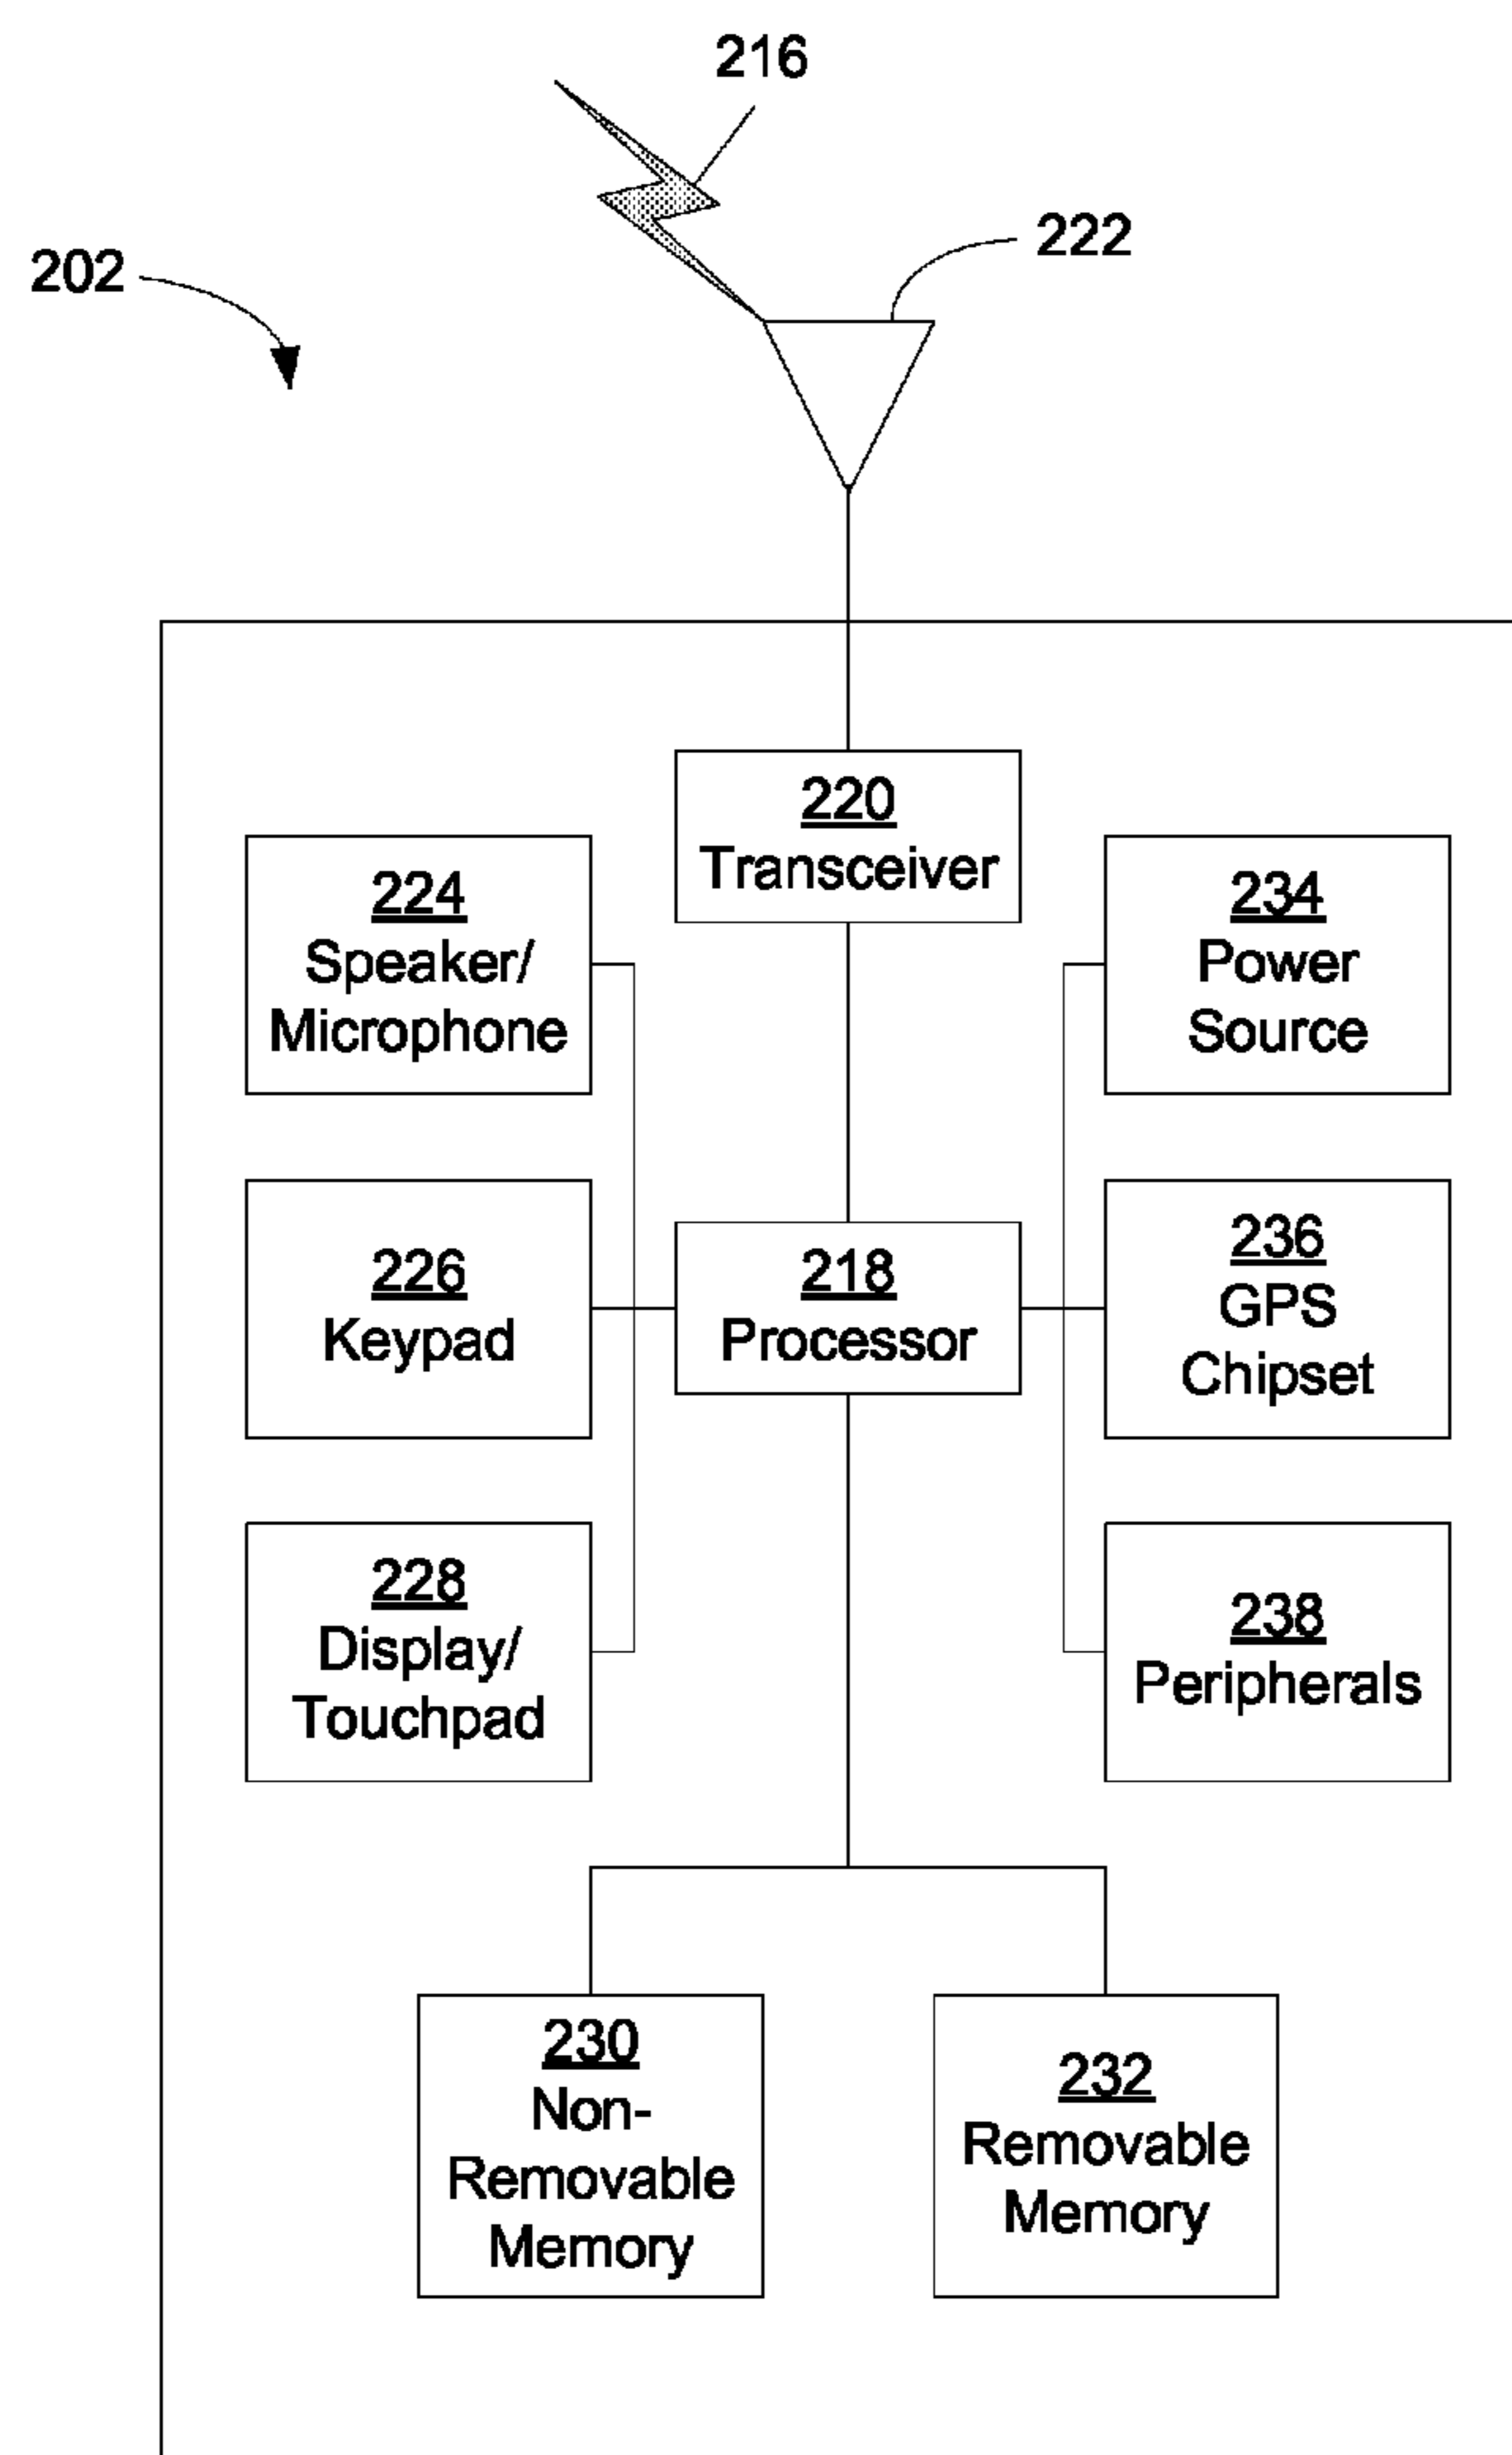 216
222
202
220
Transceiver
224
Speaker/
Microphone
234
Power
Source
226
Keypad
218
Processor
236
GPS
Chipset
228
Display/
Touchpad
238
Peripherals
230
Non-
Removable
Memory
232
Removable
Memory